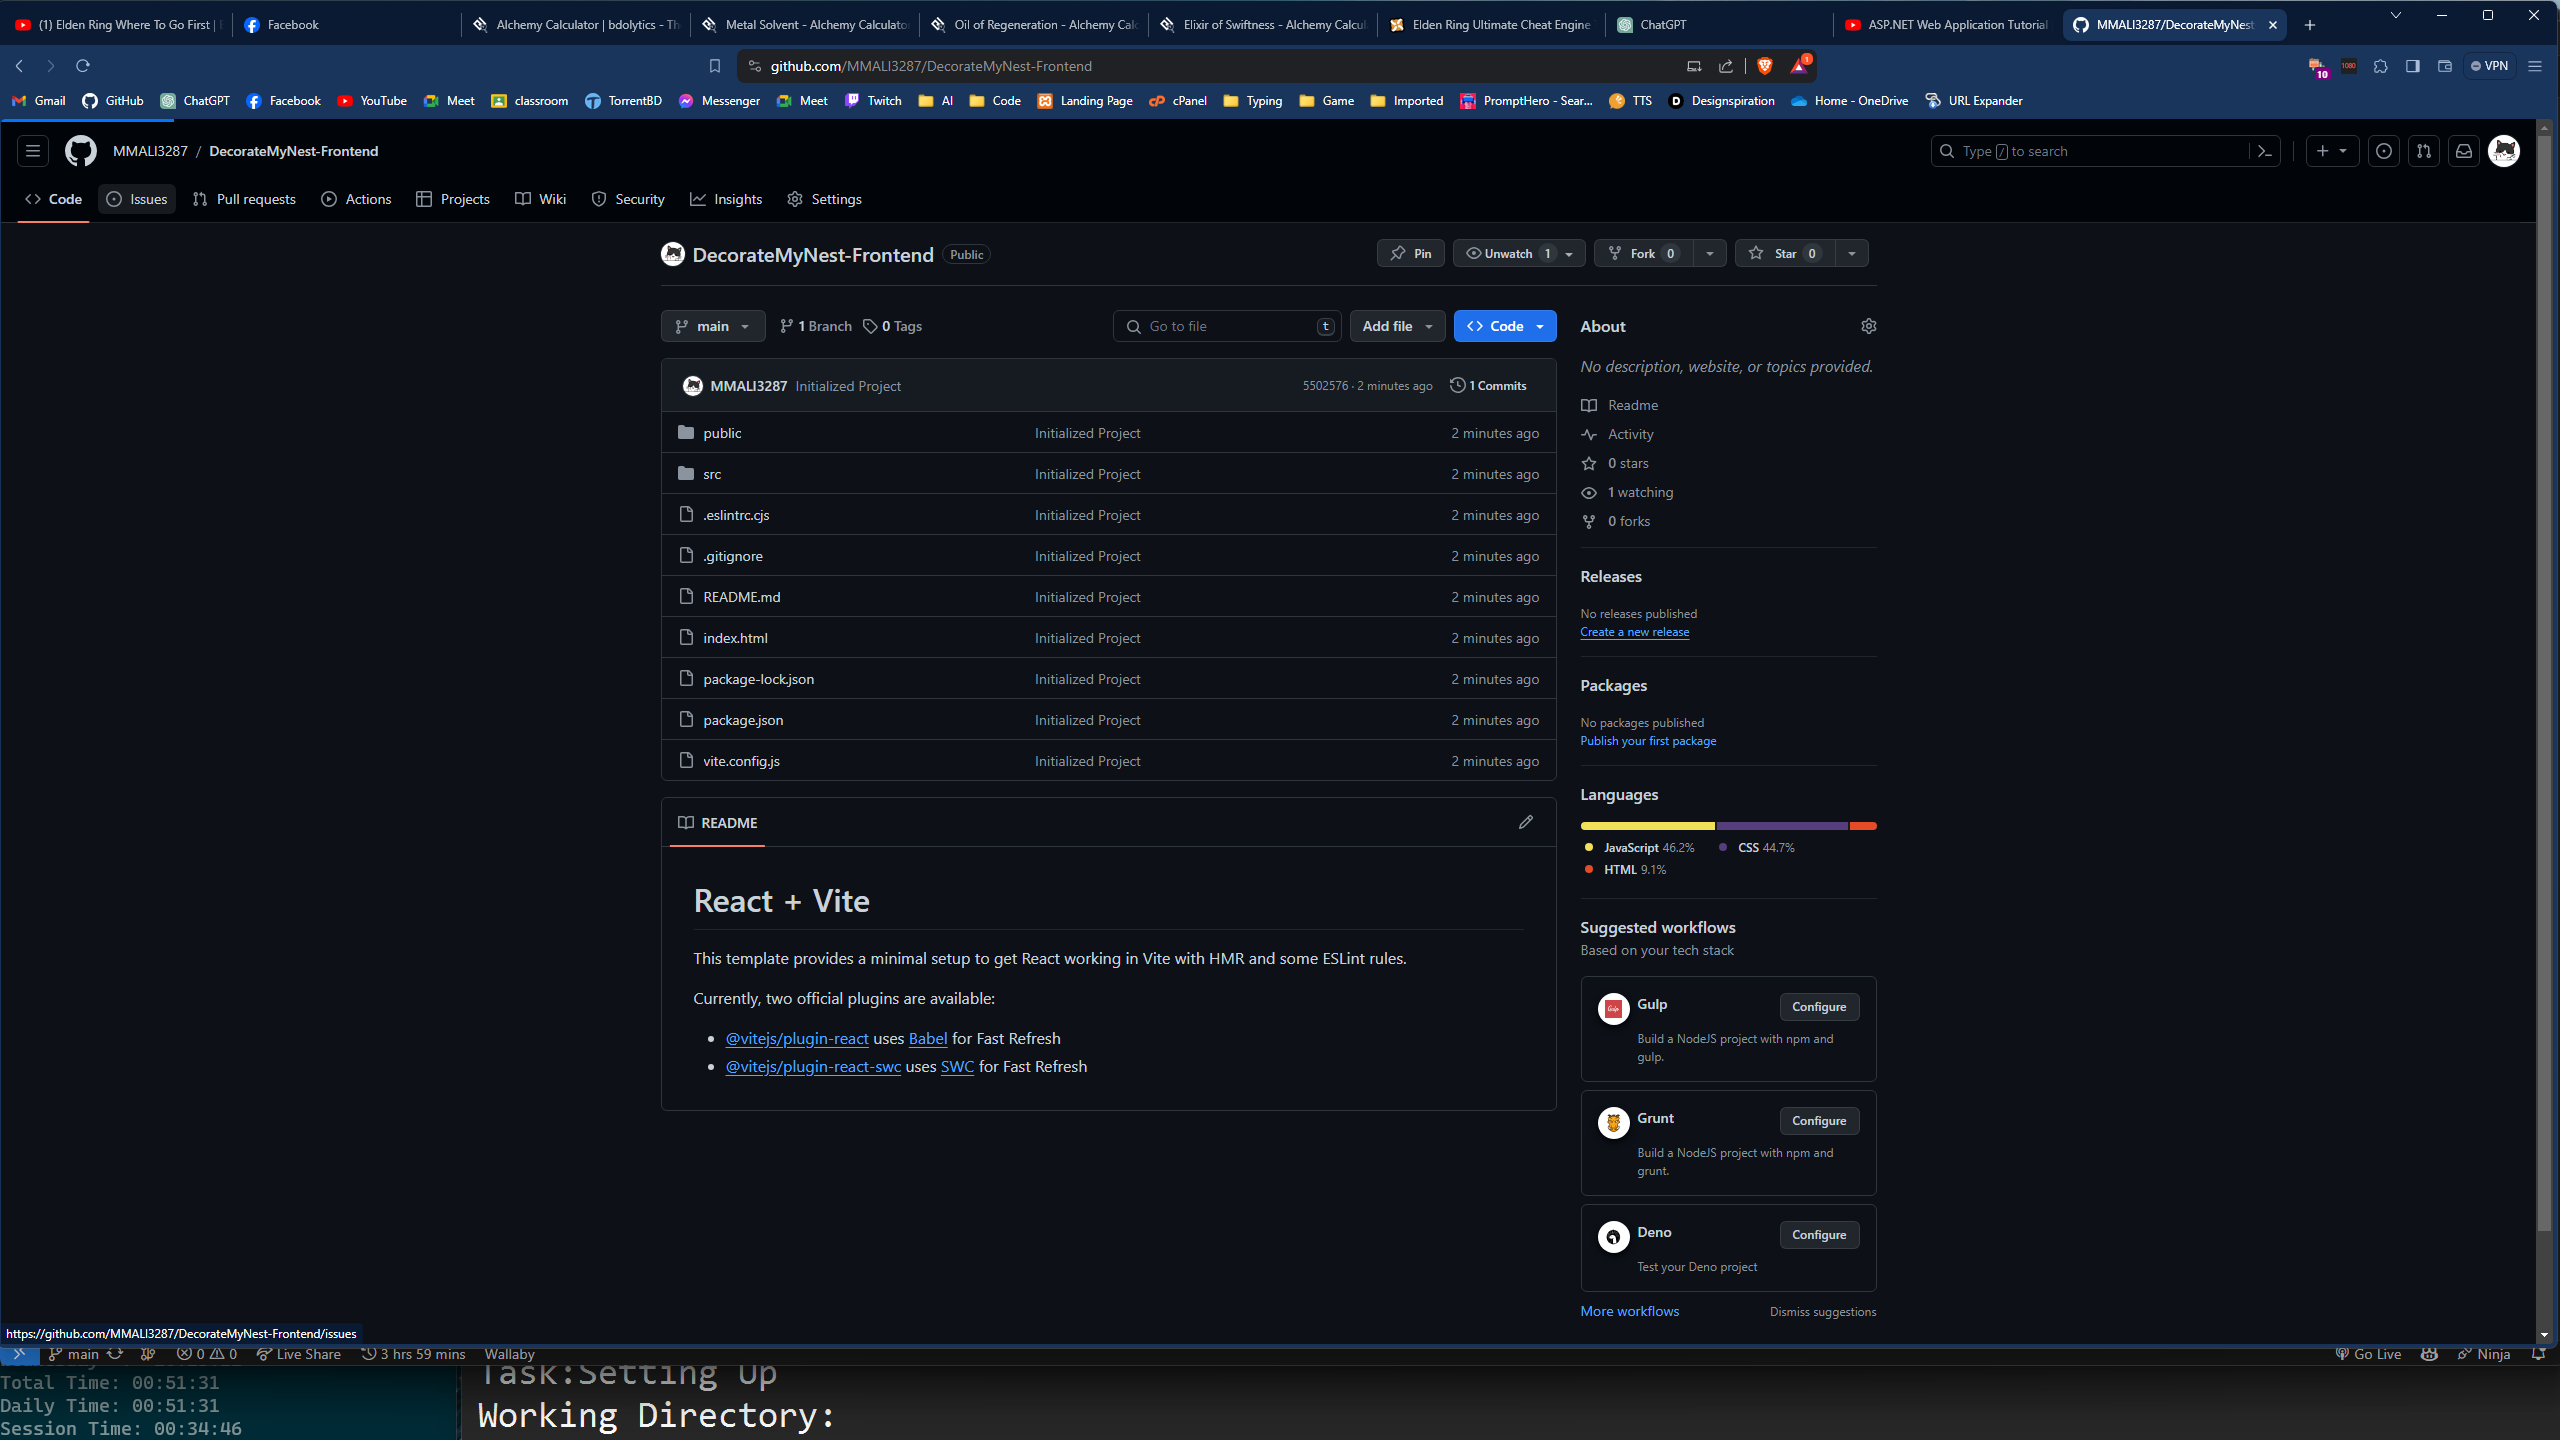 (1) Elden Ring Where To Go First |
Facebook
Alchemy Calculator | bdolytics - Th
Metal Solvent - Alchemy Calculato
Oil of Regeneration - Alchemy Calc
Elixir of Swiftness - Alchemy Calcul
Elden Ring Ultimate Cheat Engine
ChatGPT
ASP.NET Web Application Tutorial
MMALI3287/DecorateMyNest
github.com/MMALI3287/DecorateMyNest-Frontend
1
10
1080
VPN
Gmail GitHub ChatGPT Facebook YouTube Meet classroom TorrentBD Messenger Meet Twitch AI Code Landing Page cPanel Typing Game Imported PromptHero - Sear... TTS Designspiration Home - OneDrive URL Expander
MMALI3287 / DecorateMyNest-Frontend
Type / to search
Code Issues Pull requests Actions Projects Wiki Security Insights Settings
DecorateMyNest-Frontend Public
Pin Unwatch 1 Fork 0 Star 0
main 1 Branch 0 Tags
Go to file t Add file Code
MMALI3287 Initialized Project 5502576 · 2 minutes ago 1 Commits
public Initialized Project 2 minutes ago
src Initialized Project 2 minutes ago
.eslintrc.cjs Initialized Project 2 minutes ago
.gitignore Initialized Project 2 minutes ago
README.md Initialized Project 2 minutes ago
index.html Initialized Project 2 minutes ago
package-lock.json Initialized Project 2 minutes ago
package.json Initialized Project 2 minutes ago
vite.config.js Initialized Project 2 minutes ago
README
React + Vite
This template provides a minimal setup to get React working in Vite with HMR and some ESLint rules.
Currently, two official plugins are available:
@vitejs/plugin-react uses Babel for Fast Refresh
@vitejs/plugin-react-swc uses SWC for Fast Refresh
About
No description, website, or topics provided.
Readme
Activity
0 stars
1 watching
0 forks
Releases
No releases published
Create a new release
Packages
No packages published
Publish your first package
Languages
JavaScript 46.2% CSS 44.7%
HTML 9.1%
Suggested workflows
Based on your tech stack
Gulp
Configure
Build a NodeJS project with npm and
gulp.
Grunt
Configure
Build a NodeJS project with npm and
grunt.
Deno
Configure
Test your Deno project
More workflows Dismiss suggestions
https://github.com/MMALI3287/DecorateMyNest-Frontend/issues
main 0 0 Live Share 3 hrs 59 mins Wallaby Go Live Ninja
Total Time: 00:51:31
Daily Time: 00:51:31
Session Time: 00:34:46
Task:Setting Up
Working Directory: